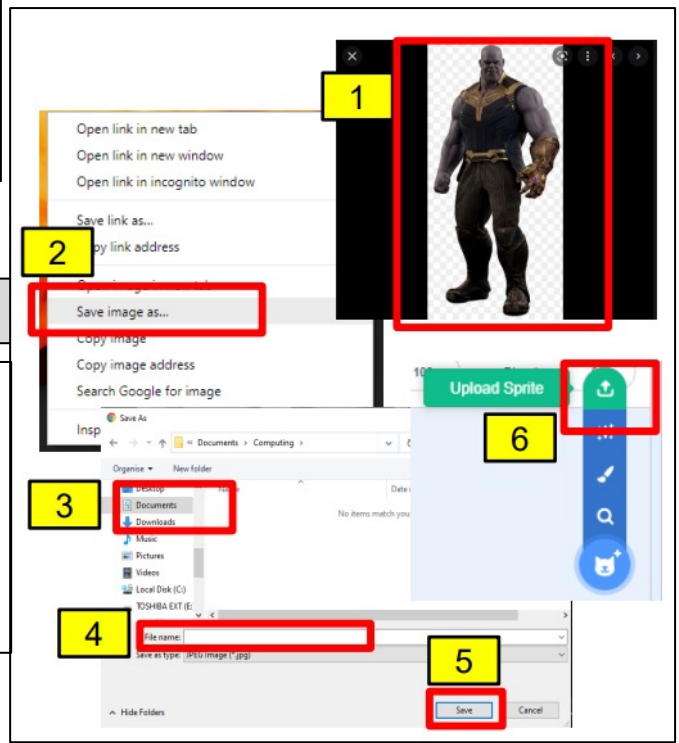 1
Open link in new tab
Open link in new window
Open link in incognito window
Save link as...
2
link address
Save image as...
Copy image
Copy image address
Search Google for image
Insp
Upload Sprite
6
Save As
« Documents › Computing ›
Organise New folder
3
Desktop
Documents
Downloads
Music
Pictures
Videos
Local Disk (C:)
TOSHIBA EXT (E:
No items match you
4
File name:
Save as type: JPEG Image (*.jpg)
5
Hide Folders
Save
Cancel